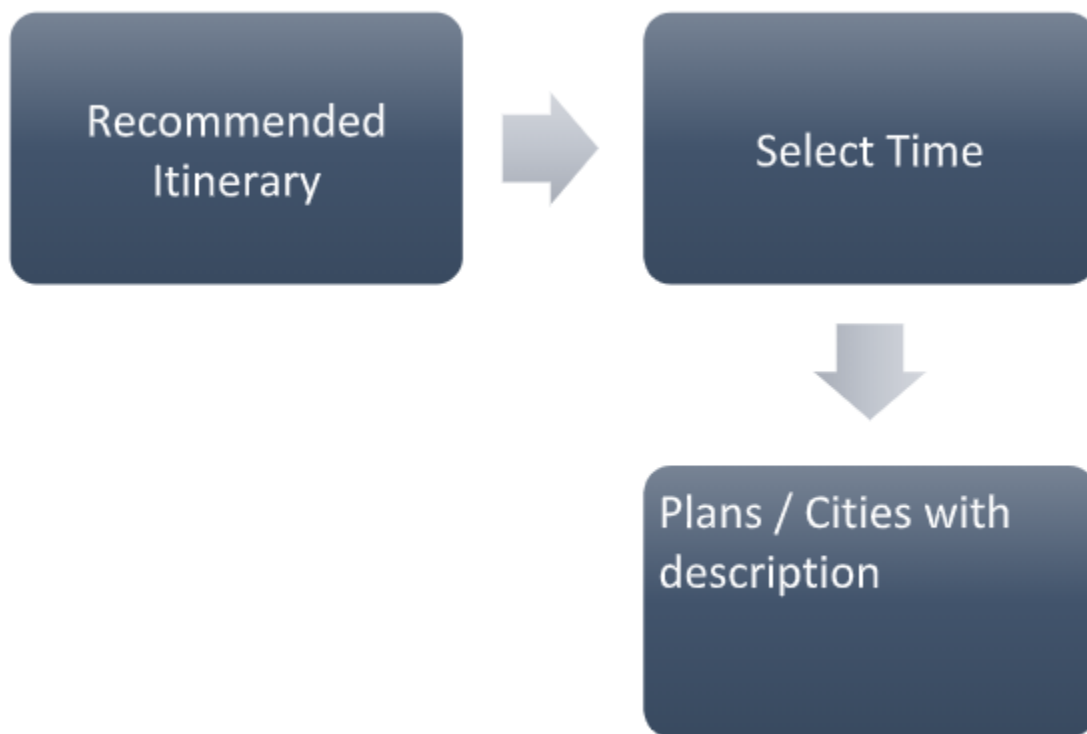 Recommended
Itinerary
Select Time
Plans / Cities with
description